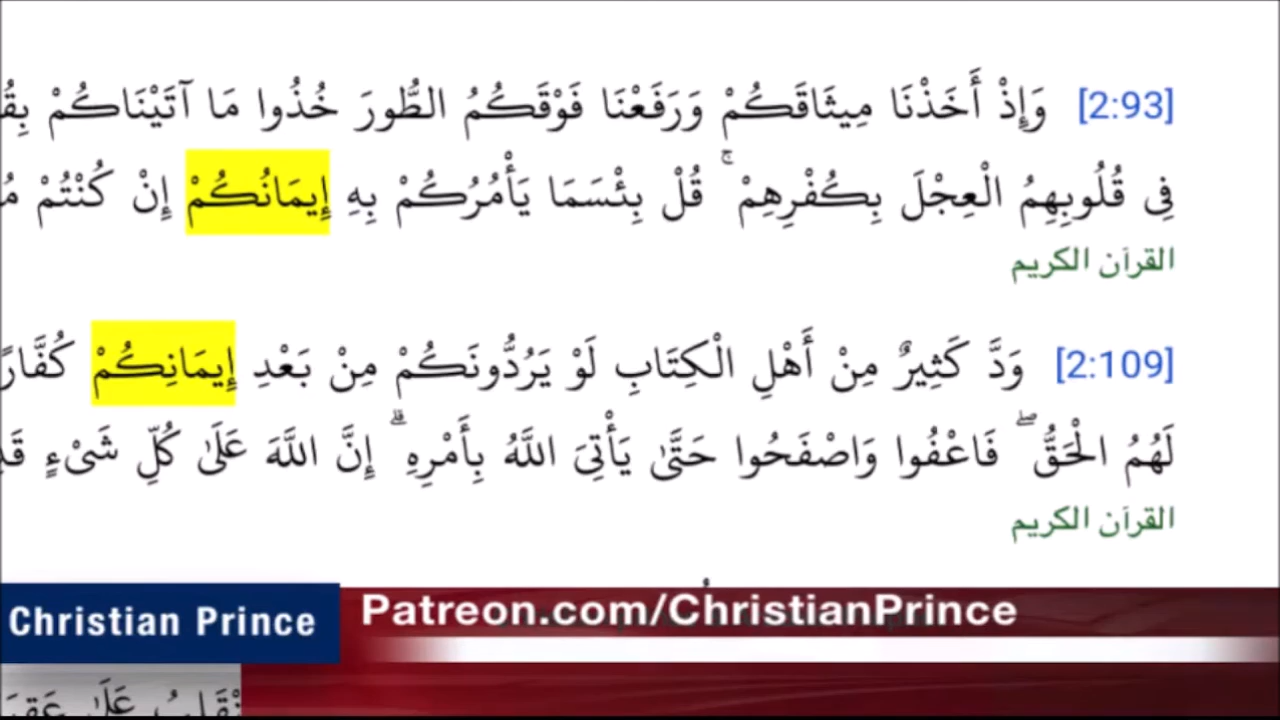 [2:93] وَإِذْ أَخَذْنَا مِيثَاقَكُمْ وَرَفَعْنَا فَوْقَكُمُ الطُّورَ خُذُوا مَا آتَيْنَاكُمْ
فِي قُلُوبِهِمُ الْعِجْلَ بِكُفْرِهِمْ ۚ قُلْ بِئْسَمَا يَأْمُرُكُمْ بِهِ إِيمَانُكُمْ إِنْ كُنْتُمْ
القرآن الكريم
[2:109] وَدَّ كَثِيرٌ مِنْ أَهْلِ الْكِتَابِ لَوْ يَرُدُّونَكُمْ مِنْ بَعْدِ إِيمَانِكُمْ كُفَّارً
لَهُمُ الْحَقُّ ۖ فَاعْفُوا وَاصْفَحُوا حَتَّىٰ يَأْتِيَ اللَّهُ بِأَمْرِهِ ۗ إِنَّ اللَّهَ عَلَىٰ كُلِّ شَيْءٍ
القرآن الكريم
Christian Prince
Patreon.com/ChristianPrince